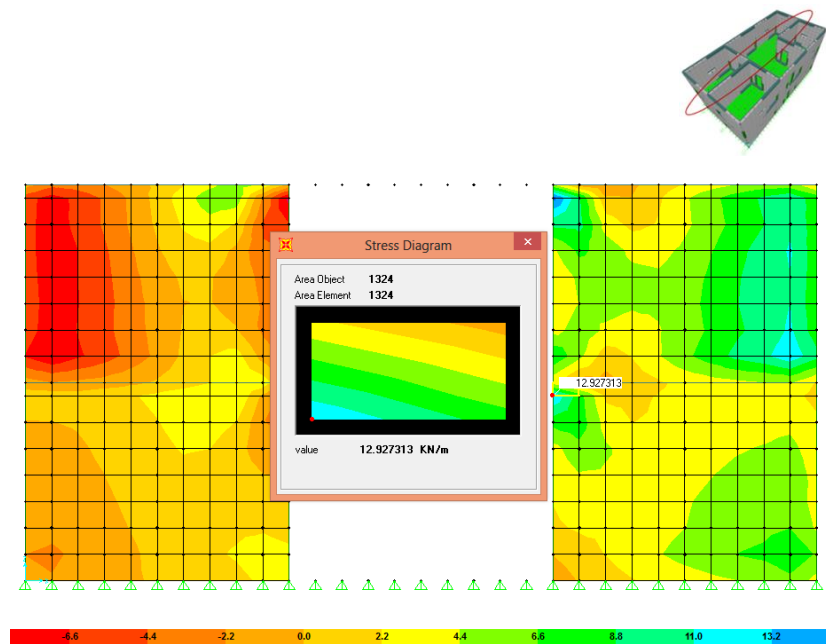 Stress Diagram
Area Object 1324
Area Element 1324
12.927313
value 12.927313 KN/m
-6.6 -4.4 -2.2 0.0 2.2 4.4 6.6 8.8 11.0 13.2